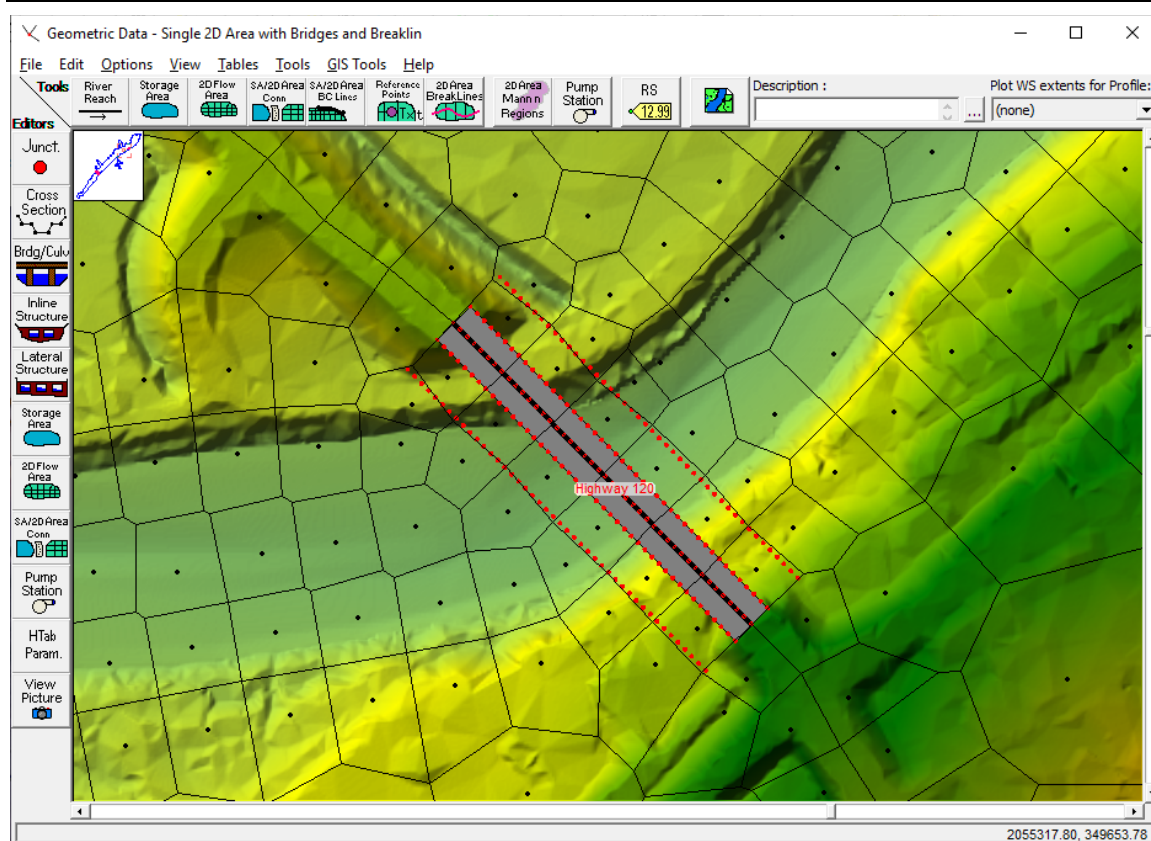 Geometric Data - Single 2D Area with Bridges and Breaklin
File Edit Options View Tables Tools GIS Tools Help
Tools
Editors
River
Reach
Storage
Area
2D Flow
Area
SA/2D Area
Conn
SA/2D Area
BC Lines
Reference
Points
2D Area
BreakLines
2D Area
Mann n
Regions
Pump
Station
RS
12.99
Description :
...
Plot WS extents for Profile:
(none)
Junct.
Cross
Section
Brdg/Culv
Inline
Structure
Lateral
Structure
Storage
Area
2D Flow
Area
SA/2D Area
Conn
Pump
Station
HTab
Param.
View
Picture
Highway 120
2055317.80, 349653.78